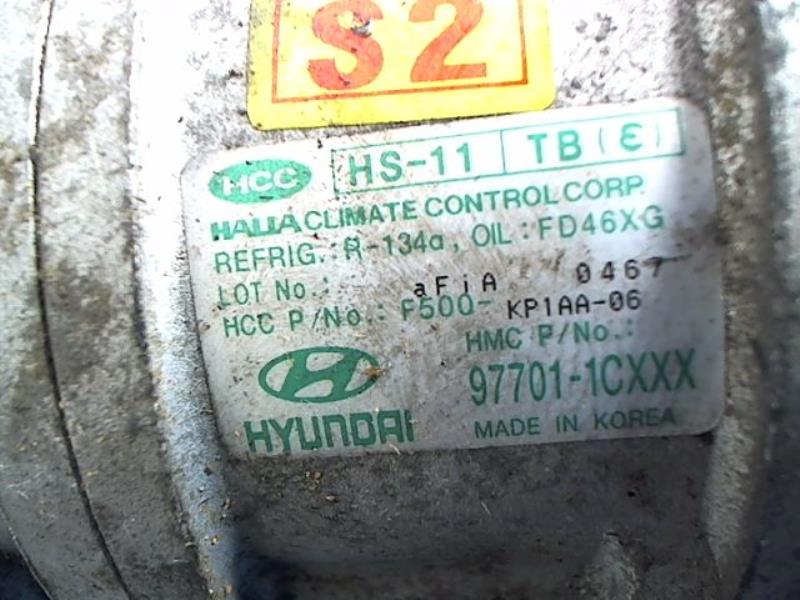 S2
HCC HS-11 TB(ε)
HALLA CLIMATE CONTROL CORP.
REFRIG.: R-134a, OIL: FD46XG
LOT No.: aFiA 0467
HCC P/No.: F500-KP1AA-06
HMC P/No.:
97701-1CXXX
HYUNDAI
MADE IN KOREA